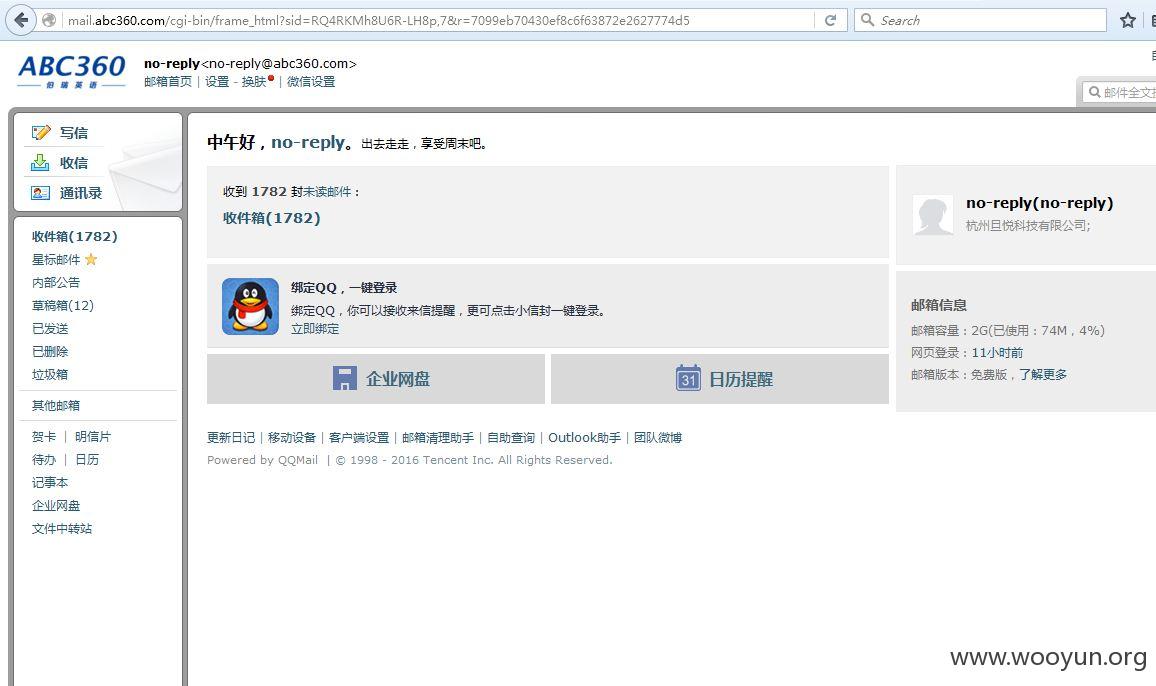 mail.abc360.com/cgi-bin/frame_html?sid=RQ4RKMh8U6R-LH8p,7&r=7099eb70430ef8c6f63872e2627774d5
Search
ABC360
伯瑞英语
no-reply<no-reply@abc360.com>
邮箱首页 | 设置 - 换肤 | 微信设置
邮件全文
写信
收信
通讯录
中午好，no-reply。出去走走，享受周末吧。
收到 1782 封未读邮件：
收件箱(1782)
no-reply(no-reply)
杭州且悦科技有限公司;
收件箱(1782)
星标邮件
内部公告
草稿箱(12)
已发送
已删除
垃圾箱
其他邮箱
贺卡 | 明信片
待办 | 日历
记事本
企业网盘
文件中转站
绑定QQ，一键登录
绑定QQ，你可以接收来信提醒，更可点击小信封一键登录。
立即绑定
邮箱信息
邮箱容量：2G(已使用：74M，4%)
网页登录：11小时前
邮箱版本：免费版，了解更多
企业网盘
31 日历提醒
更新日记 | 移动设备 | 客户端设置 | 邮箱清理助手 | 自助查询 | Outlook助手 | 团队微博
Powered by QQMail | © 1998 - 2016 Tencent Inc. All Rights Reserved.
www.wooyun.org